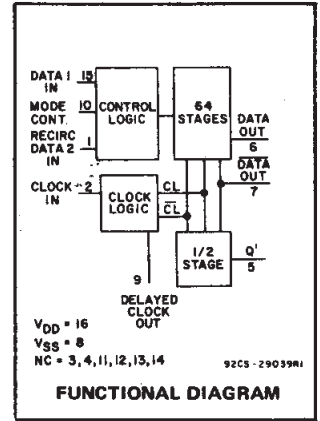 DATA 1 15
IN
MODE 10
CONT.
RECIRC
DATA 2 1
IN
CONTROL
LOGIC
64
STAGES
DATA
OUT
6
DATA
OUT
7
CLOCK 2
IN
CLOCK
LOGIC
CL
CL
1/2
STAGE
Q'
5
9
DELAYED
CLOCK
OUT
VDD = 16
VSS = 8
NC = 3,4,11,12,13,14
92CS-29039R1
FUNCTIONAL DIAGRAM